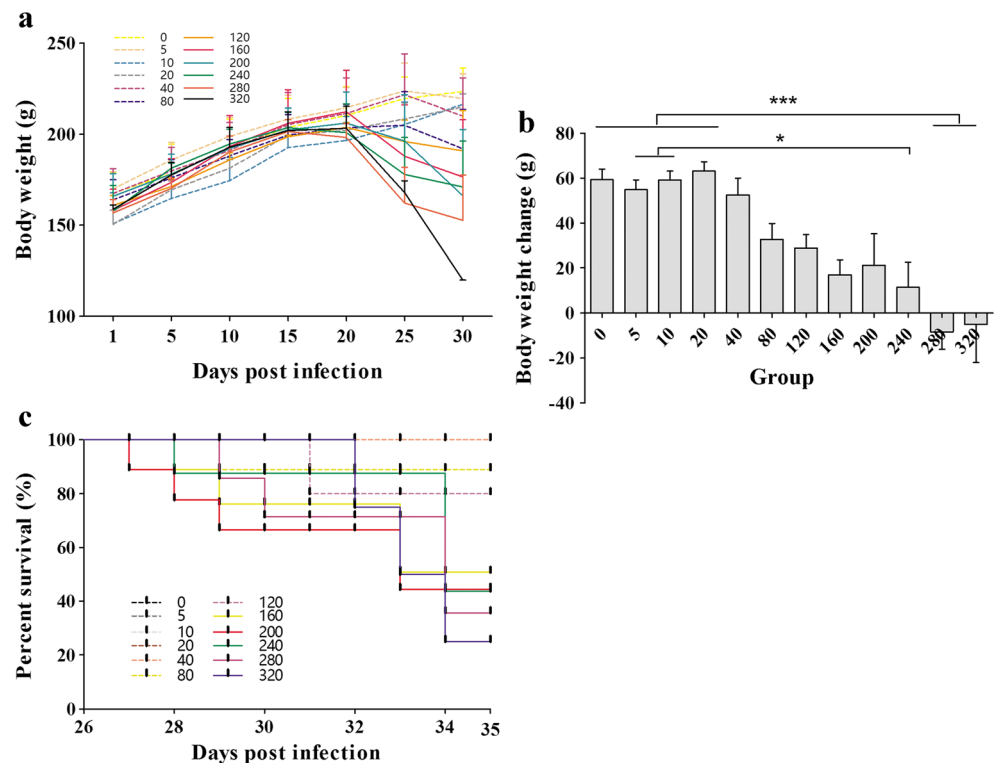 a
250
200
150
100
Body weight (g)
0 120
5 160
10 200
20 240
40 280
80 320
1 5 10 15 20 25 30
Days post infection
b
***
*
80
60
40
20
0
-20
-40
Body weight change (g)
0 5 10 20 40 80 120 160 200 240 280 320
Group
c
100
80
60
40
20
0
Percent survival (%)
0 120
5 160
10 200
20 240
40 280
80 320
26 28 30 32 34 35
Days post infection